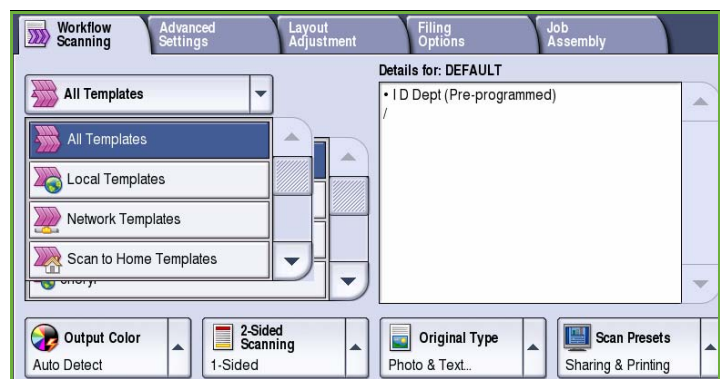 Workflow
Scanning
Advanced
Settings
Layout
Adjustment
Filing
Options
Job
Assembly
All Templates
All Templates
Local Templates
Network Templates
Scan to Home Templates
Details for: DEFAULT
• I D Dept (Pre-programmed)
/
Output Color
Auto Detect
2-Sided
Scanning
1-Sided
Original Type
Photo & Text...
Scan Presets
Sharing & Printing